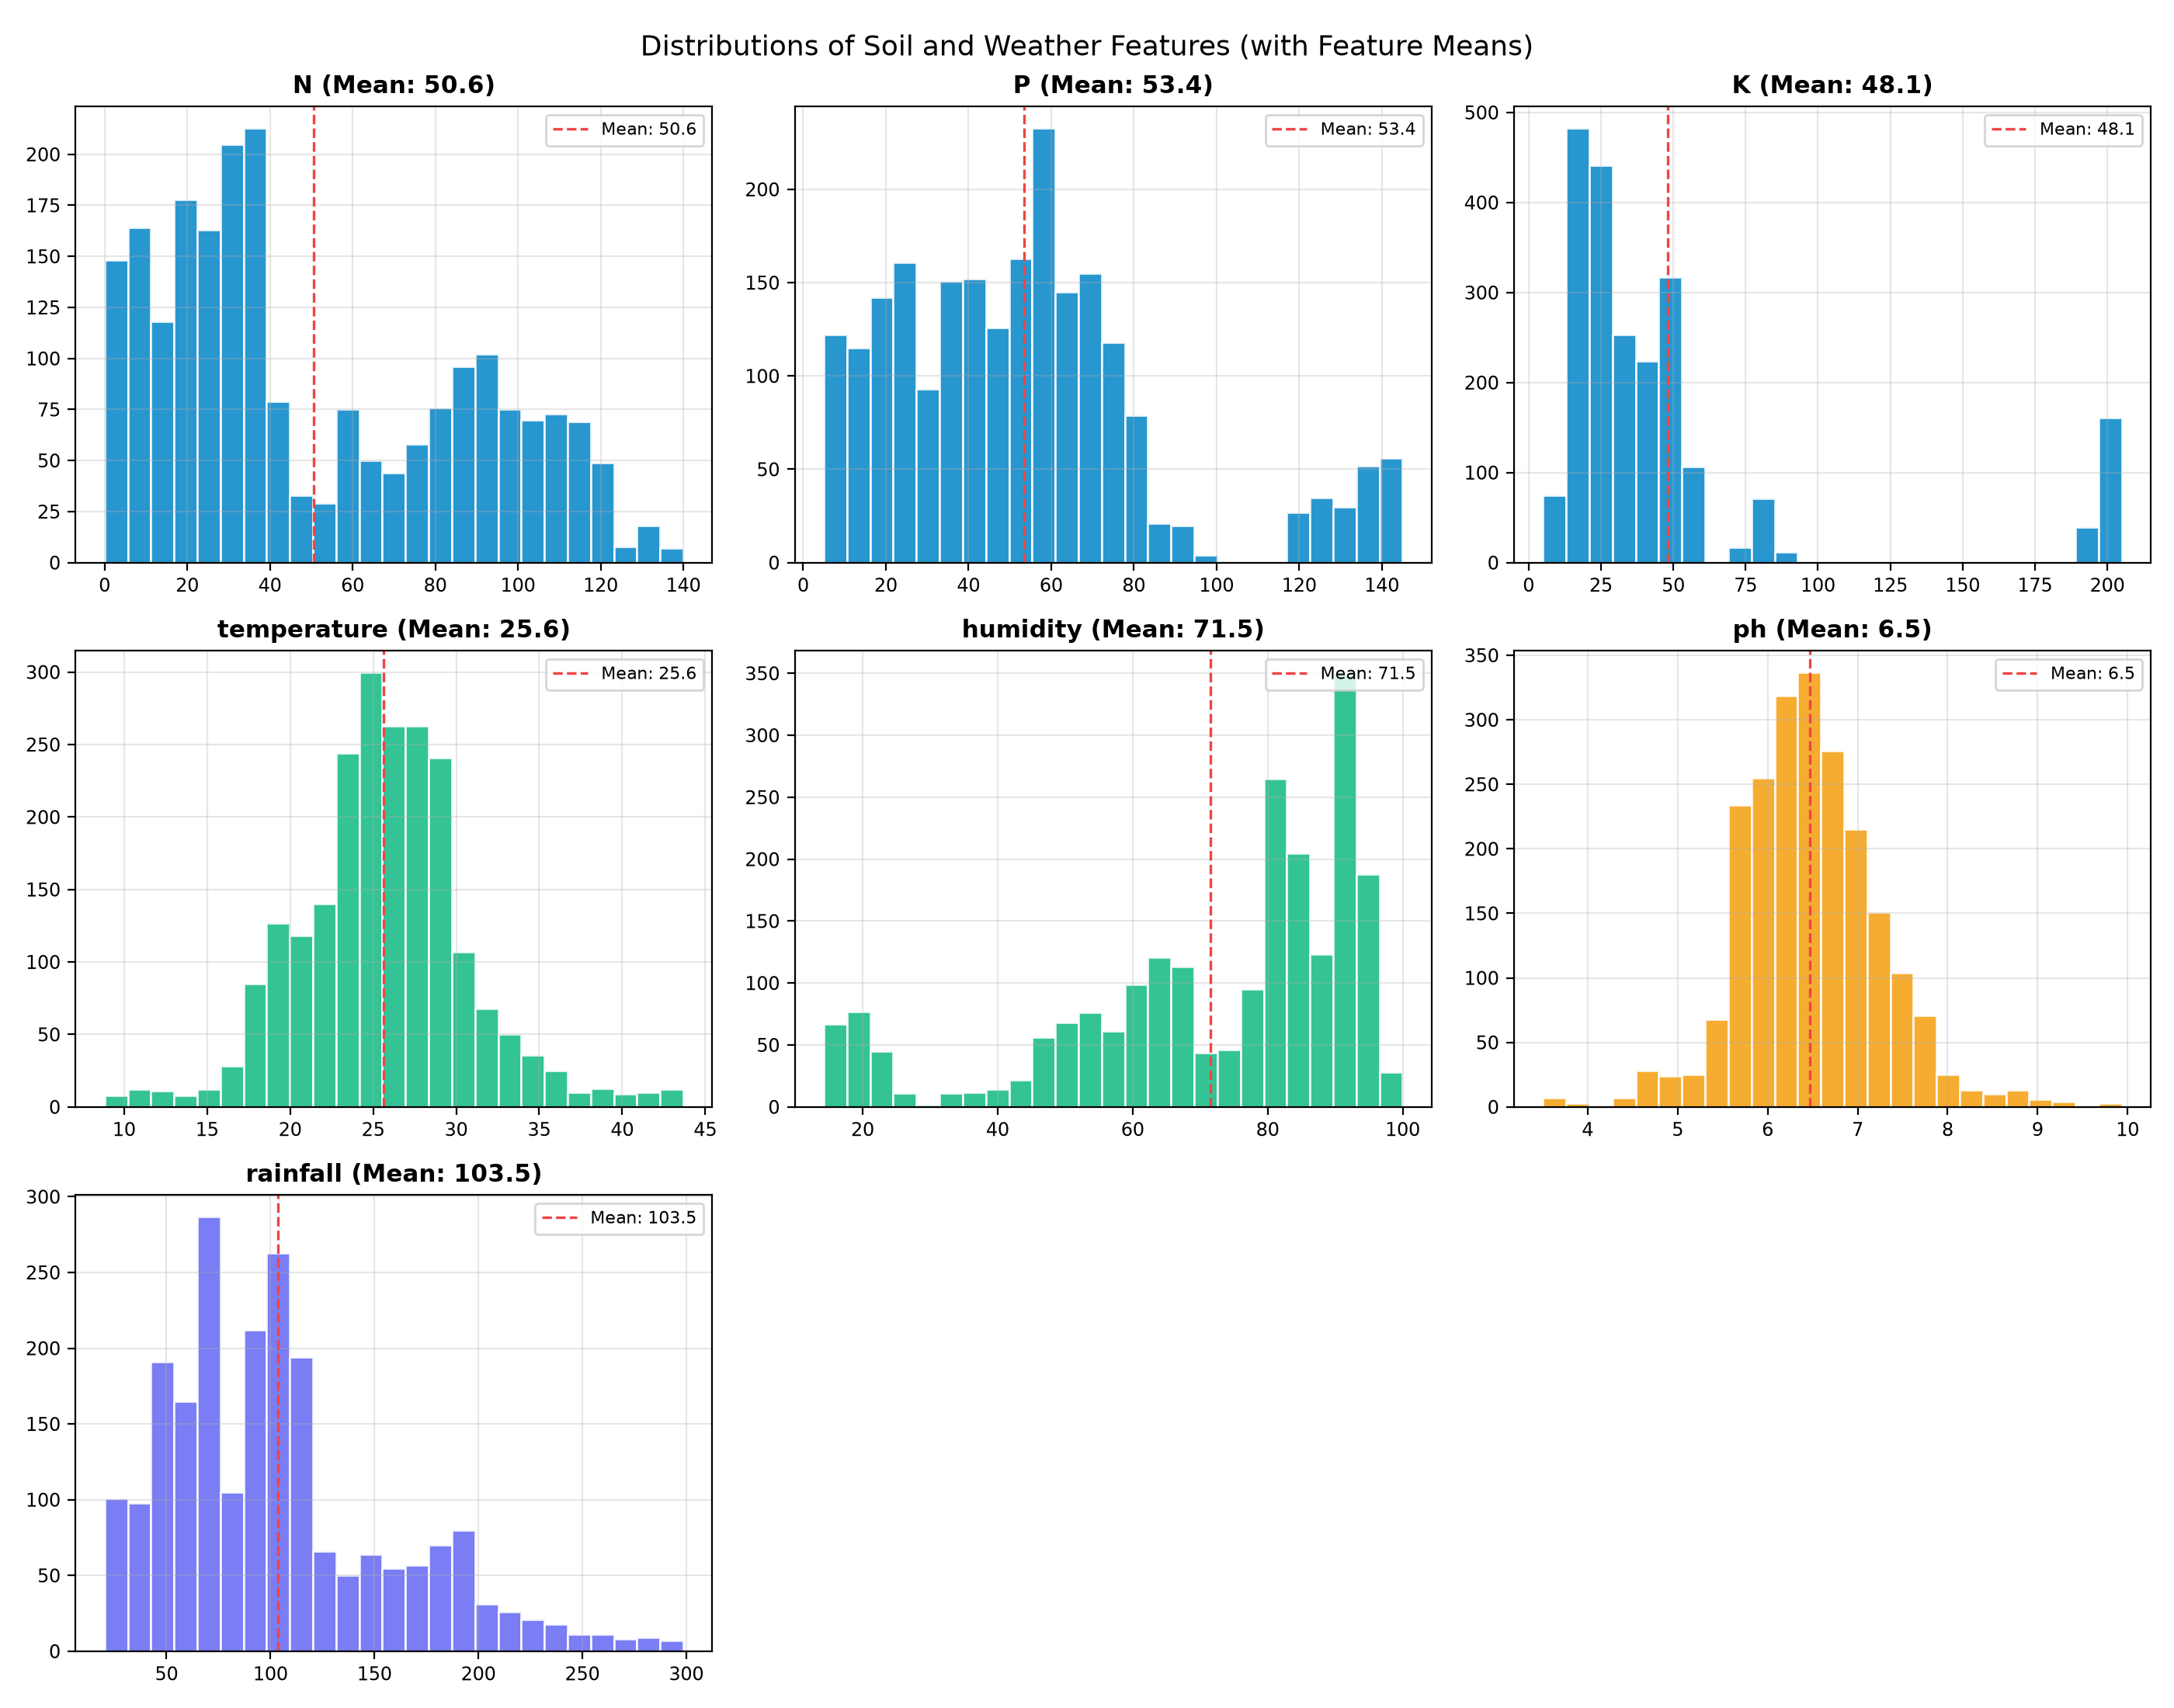 Distributions of Soil and Weather Features (with Feature Means)
N (Mean: 50.6)
Mean: 50.6
200
175
150
125
100
75
50
25
0
0 20 40 60 80 100 120 140
P (Mean: 53.4)
Mean: 53.4
200
150
100
50
0
0 20 40 60 80 100 120 140
K (Mean: 48.1)
Mean: 48.1
500
400
300
200
100
0
0 25 50 75 100 125 150 175 200
temperature (Mean: 25.6)
Mean: 25.6
300
250
200
150
100
50
0
10 15 20 25 30 35 40 45
humidity (Mean: 71.5)
Mean: 71.5
350
300
250
200
150
100
50
0
20 40 60 80 100
ph (Mean: 6.5)
Mean: 6.5
350
300
250
200
150
100
50
0
4 5 6 7 8 9 10
rainfall (Mean: 103.5)
Mean: 103.5
300
250
200
150
100
50
0
50 100 150 200 250 300